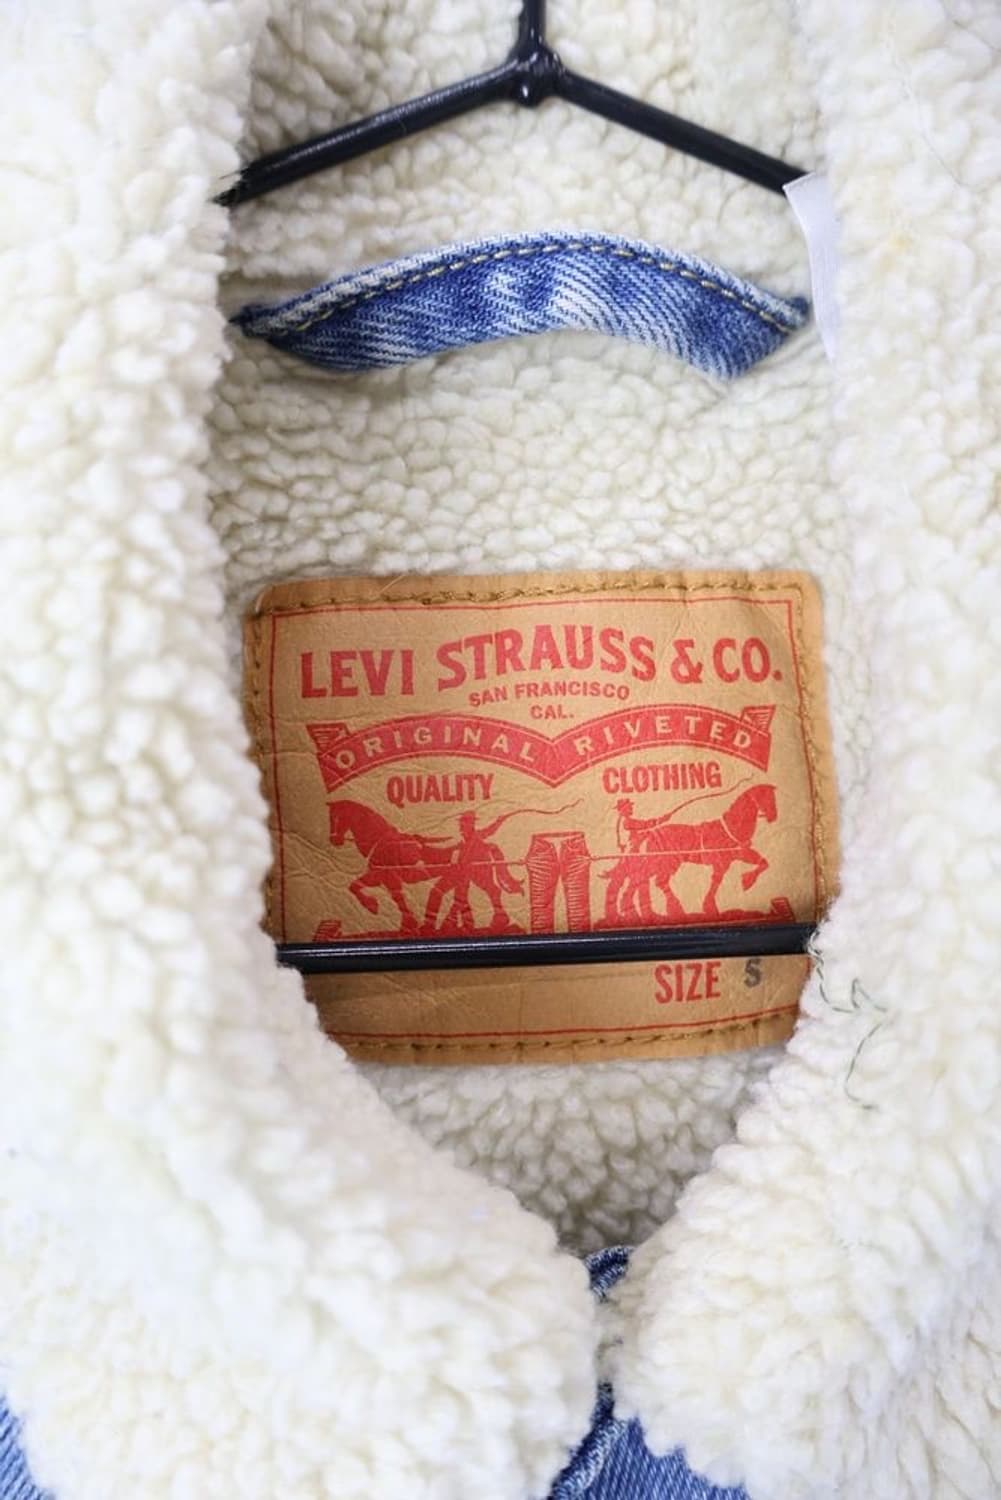 LEVI STRAUSS & CO.
SAN FRANCISCO
CAL.
ORIGINAL RIVETED
QUALITY CLOTHING
SIZE S